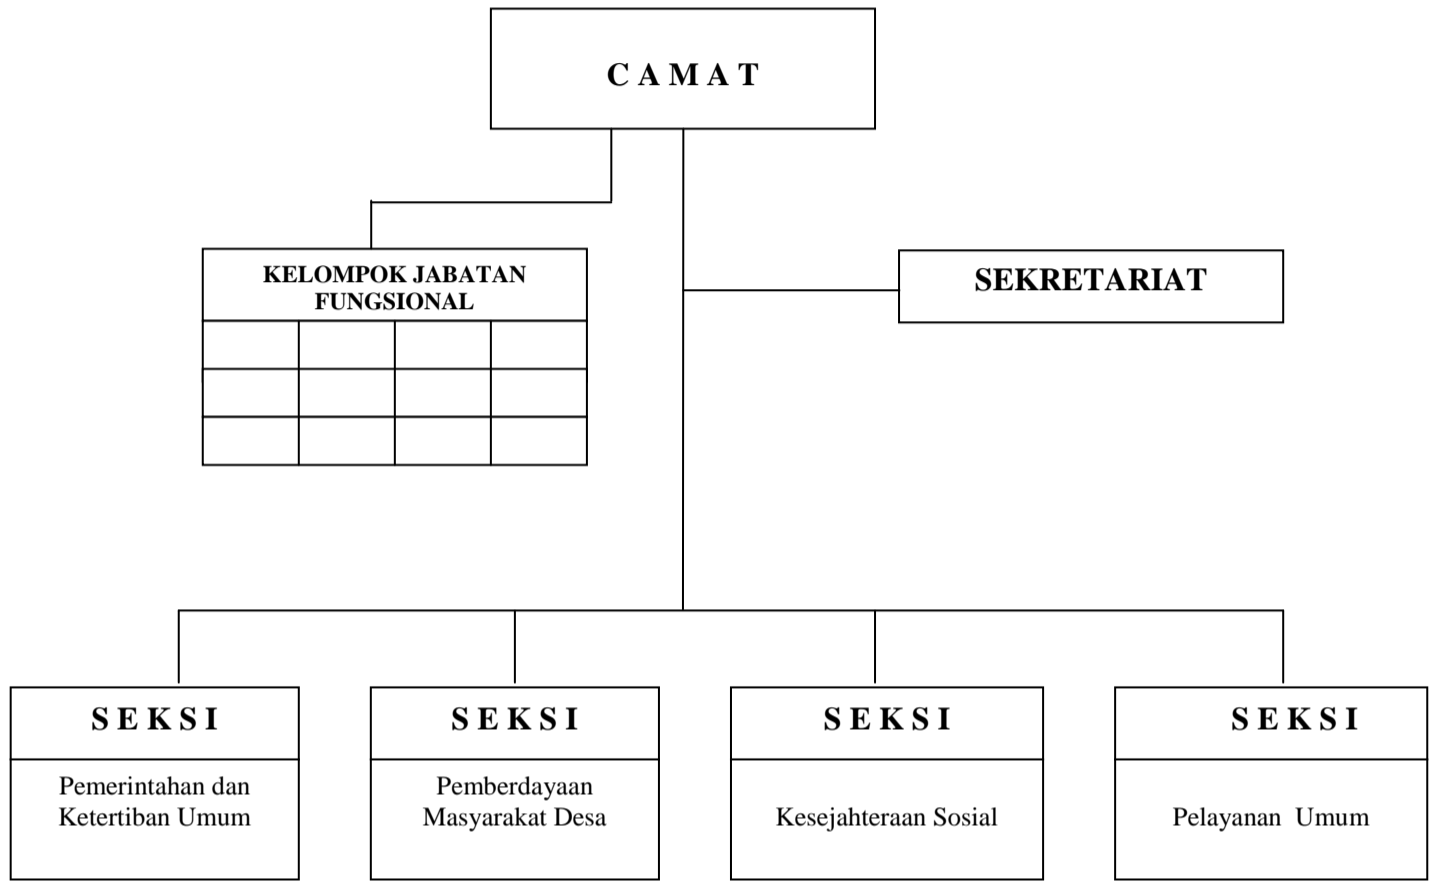 C A M A T
KELOMPOK JABATAN
FUNGSIONAL
SEKRETARIAT
S E K S I
Pemerintahan dan
Ketertiban Umum
S E K S I
Pemberdayaan
Masyarakat Desa
S E K S I
Kesejahteraan Sosial
S E K S I
Pelayanan Umum